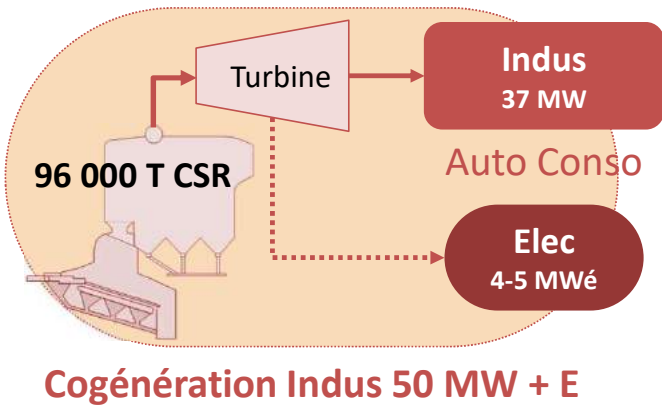 Turbine
Indus
37 MW
96 000 T CSR
Auto Conso
Elec
4-5 MWé
Cogénération Indus 50 MW + E